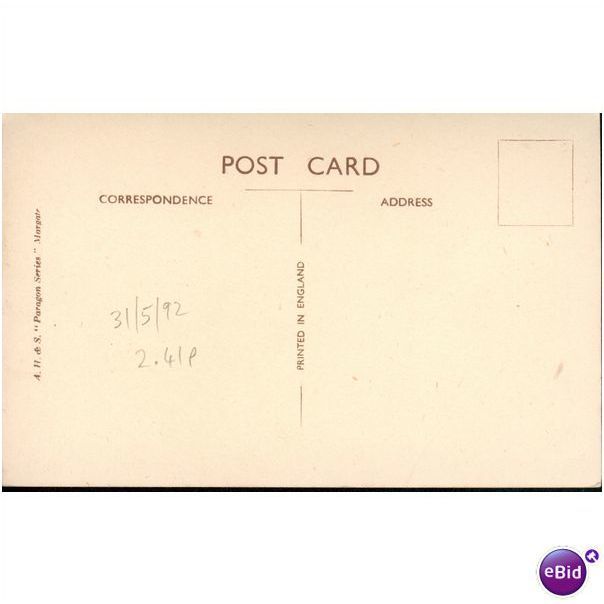 POST CARD
CORRESPONDENCE
ADDRESS
A. H. & S. "Paragon Series" Margate
PRINTED IN ENGLAND
31/5/92
2.41P
eBid